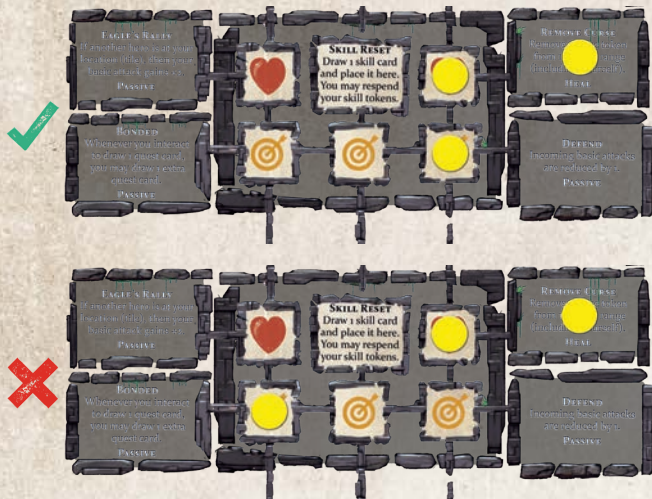 EAGLE'S RALLY
PASSIVE
BONDED
Whenever you interact
to draw 1 quest card,
you may draw 1 extra
quest card.
PASSIVE
SKILL RESET
Draw 1 skill card
and place it here.
You may respend
your skill tokens.
REMOVE CURSE
HEAL
DEFEND
Incoming basic attacks
are reduced by 1.
PASSIVE
EAGLE'S RALLY
PASSIVE
BONDED
Whenever you interact
to draw 1 quest card,
you may draw 1 extra
quest card.
PASSIVE
SKILL RESET
Draw 1 skill card
and place it here.
You may respend
your skill tokens.
REMOVE CURSE
HEAL
DEFEND
Incoming basic attacks
are reduced by 1.
PASSIVE